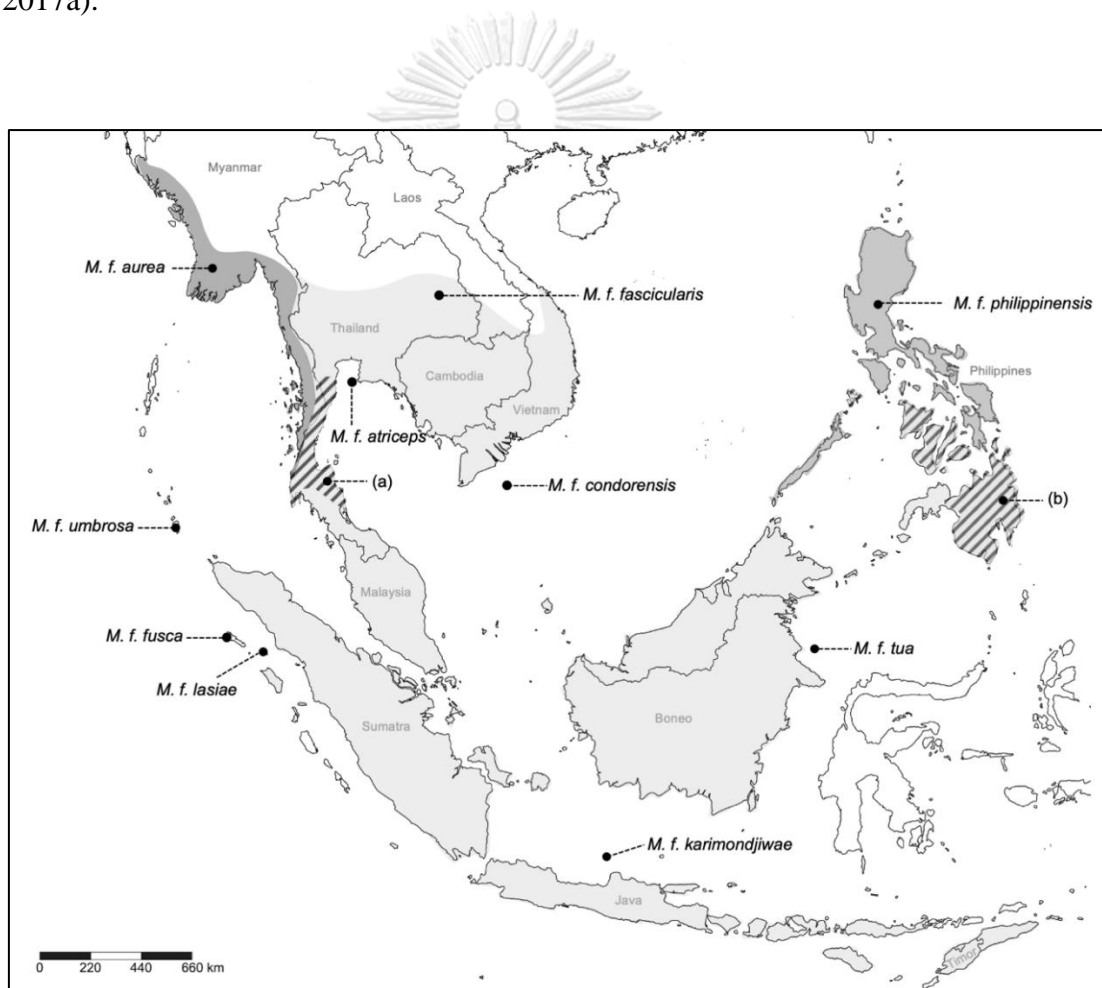 2017a).
Myanmar
Laos
M. f. aurea
M. f. fascicularis
M. f. philippinensis
Thailand
Philippines
Cambodia
Vietnam
M. f. atriceps
(a)
M. f. condorensis
(b)
M. f. umbrosa
Malaysia
M. f. fusca
M. f. tua
M. f. lasiae
Sumatra
Boneo
M. f. karimondjiwae
Java
Timor
0 220 440 660 km